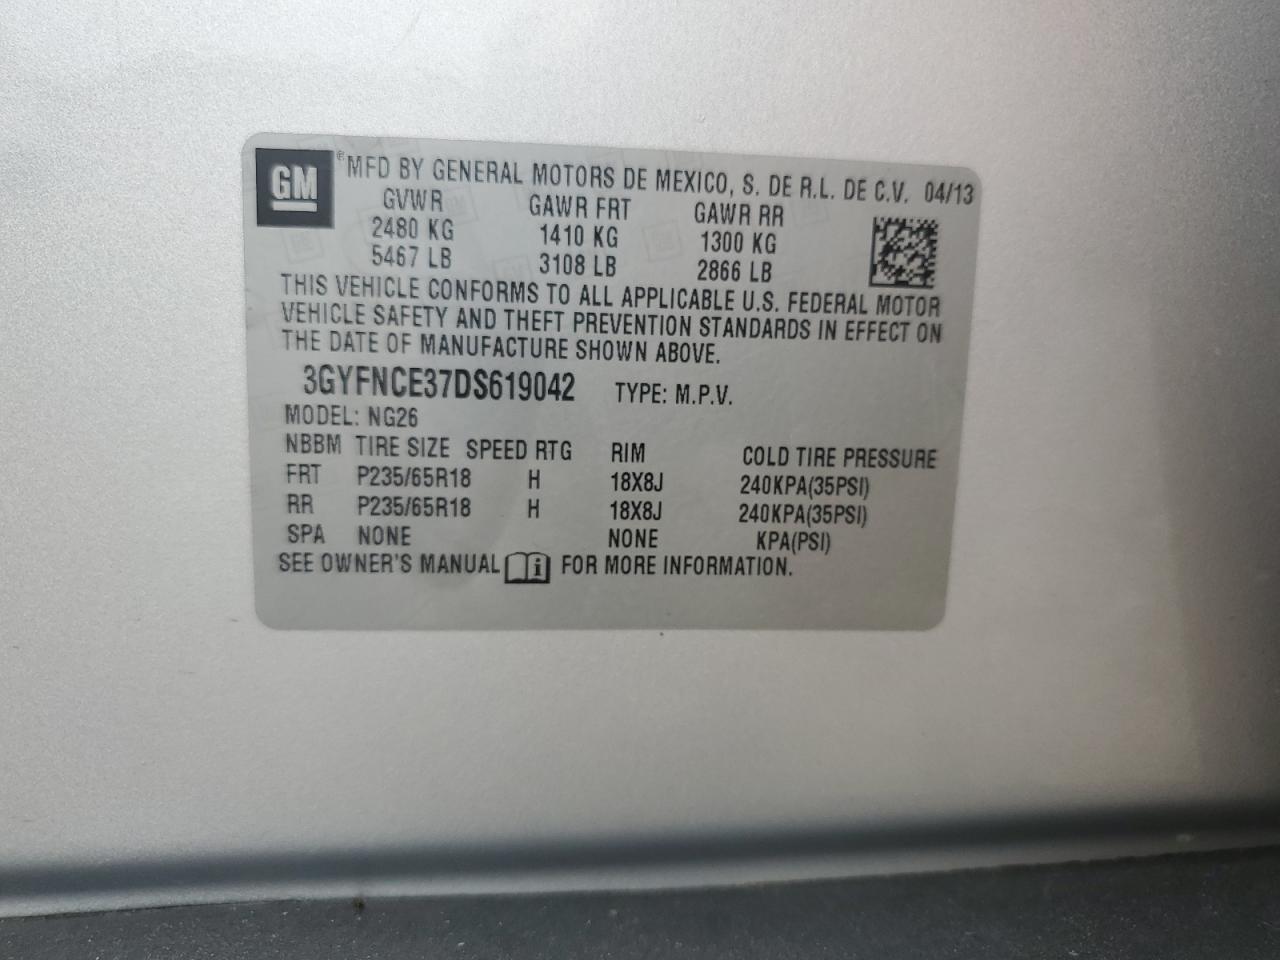 GM ® MFD BY GENERAL MOTORS DE MEXICO, S. DE R.L. DE C.V. 04/13
GVWR GAWR FRT GAWR RR
2480 KG 1410 KG 1300 KG
5467 LB 3108 LB 2866 LB
THIS VEHICLE CONFORMS TO ALL APPLICABLE U.S. FEDERAL MOTOR
VEHICLE SAFETY AND THEFT PREVENTION STANDARDS IN EFFECT ON
THE DATE OF MANUFACTURE SHOWN ABOVE.
3GYFNCE37DS619042 TYPE: M.P.V.
MODEL: NG26
NBBM TIRE SIZE SPEED RTG RIM COLD TIRE PRESSURE
FRT P235/65R18 H 18X8J 240KPA(35PSI)
RR P235/65R18 H 18X8J 240KPA(35PSI)
SPA NONE NONE KPA(PSI)
SEE OWNER'S MANUAL i FOR MORE INFORMATION.